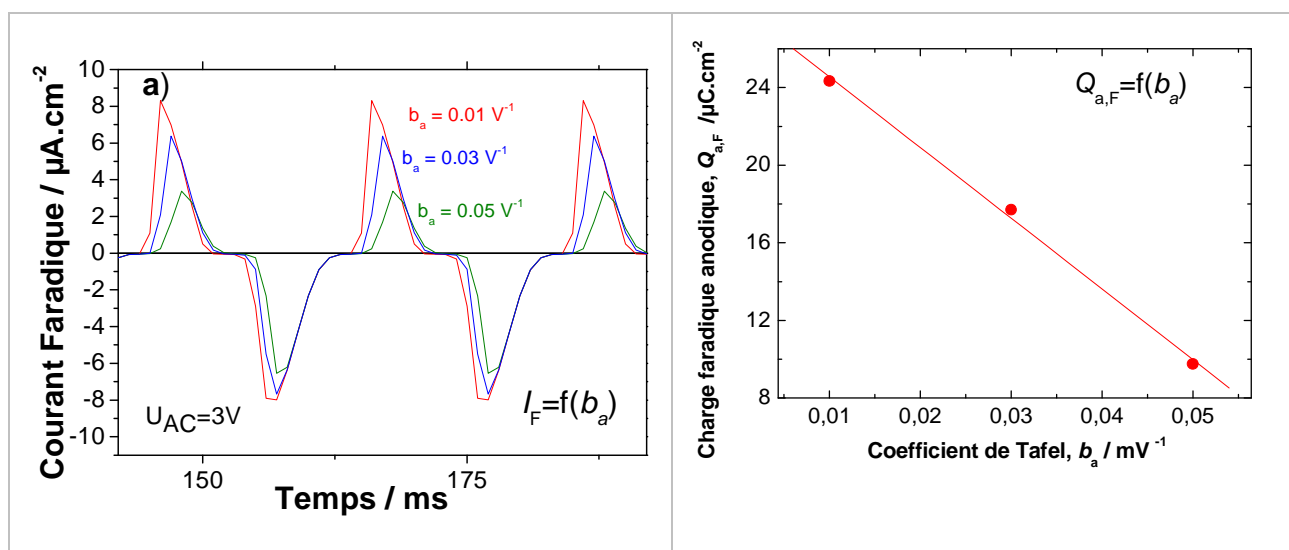 a)
Courant Faradique / µA.cm-2
10
8
6
4
2
0
-2
-4
-6
-8
-10
b_a = 0.01 V-1
b_a = 0.03 V-1
b_a = 0.05 V-1
U_AC=3V
I_F=f(b_a)
150
175
Temps / ms
Charge faradique anodique, Q_a,F /µC.cm-2
24
20
16
12
8
Q_a,F=f(b_a)
0,01
0,02
0,03
0,04
0,05
Coefficient de Tafel, b_a / mV -1